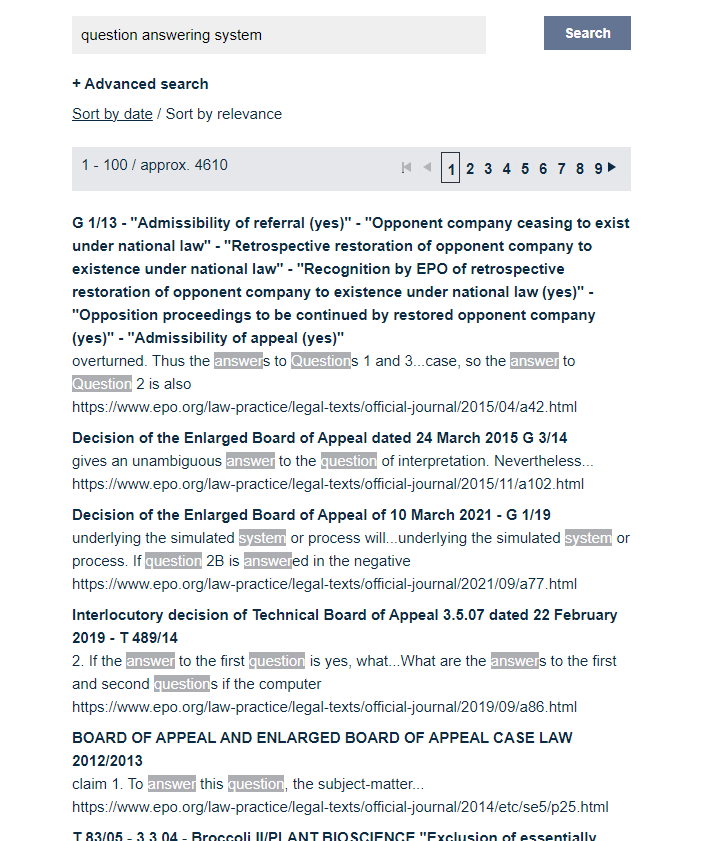 question answering system
Search
+ Advanced search
Sort by date / Sort by relevance
1 - 100 / approx. 4610
1 2 3 4 5 6 7 8 9
G 1/13 - "Admissibility of referral (yes)" - "Opponent company ceasing to exist
under national law" - "Retrospective restoration of opponent company to
existence under national law" - "Recognition by EPO of retrospective
restoration of opponent company to existence under national law (yes)" -
"Opposition proceedings to be continued by restored opponent company
(yes)" - "Admissibility of appeal (yes)"
overturned. Thus the answers to Questions 1 and 3...case, so the answer to
Question 2 is also
https://www.epo.org/law-practice/legal-texts/official-journal/2015/04/a42.html
Decision of the Enlarged Board of Appeal dated 24 March 2015 G 3/14
gives an unambiguous answer to the question of interpretation. Nevertheless...
https://www.epo.org/law-practice/legal-texts/official-journal/2015/11/a102.html
Decision of the Enlarged Board of Appeal of 10 March 2021 - G 1/19
underlying the simulated system or process will...underlying the simulated system or
process. If question 2B is answered in the negative
https://www.epo.org/law-practice/legal-texts/official-journal/2021/09/a77.html
Interlocutory decision of Technical Board of Appeal 3.5.07 dated 22 February
2019 - T 489/14
2. If the answer to the first question is yes, what...What are the answers to the first
and second questions if the computer
https://www.epo.org/law-practice/legal-texts/official-journal/2019/09/a86.html
BOARD OF APPEAL AND ENLARGED BOARD OF APPEAL CASE LAW
2012/2013
claim 1. To answer this question, the subject-matter...
https://www.epo.org/law-practice/legal-texts/official-journal/2014/etc/se5/p25.html
T 83/05 - 3.3.04 - Broccoli II/PLANT BIOSCIENCE "Exclusion of essentially